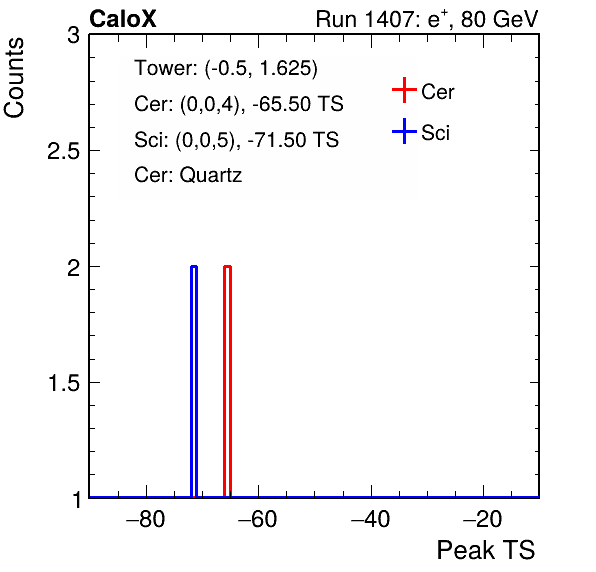 CaloX Run 1407: e⁺, 80 GeV
Counts
3
2.5
2
1.5
1
Tower: (-0.5, 1.625)
Cer: (0,0,4), -65.50 TS
Sci: (0,0,5), -71.50 TS
Cer: Quartz
Cer
Sci
−80 −60 −40 −20
Peak TS